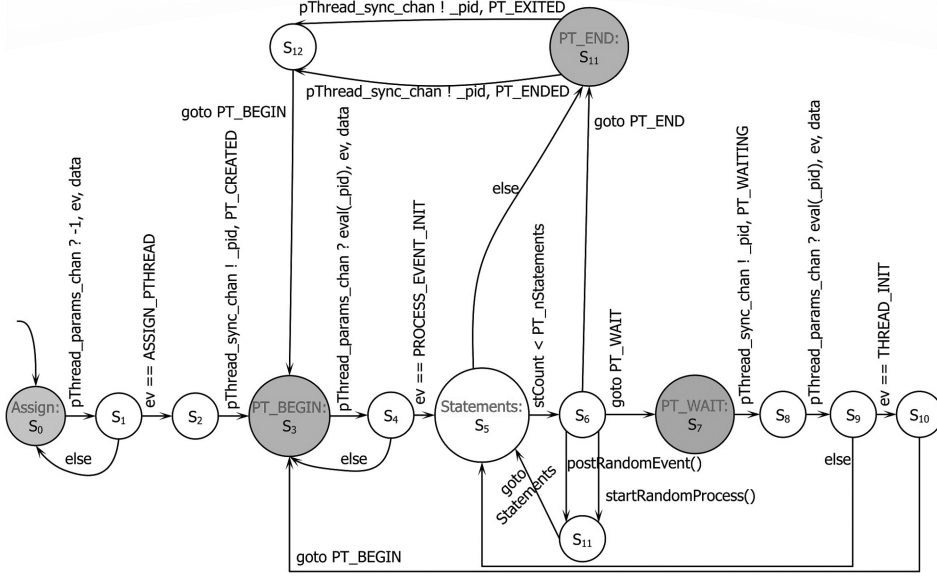 pThread_sync_chan ! _pid, PT_EXITED
S12
PT_END:
S11
pThread_sync_chan ! _pid, PT_ENDED
goto PT_BEGIN
goto PT_END
else
pThread_params_chan ? -1, ev, data
ev == ASSIGN_PTHREAD
pThread_sync_chan ! _pid, PT_CREATED
pThread_params_chan ? eval(_pid), ev, data
ev == PROCESS_EVENT_INIT
stCount < PT_nStatements
goto PT_WAIT
pThread_sync_chan ! _pid, PT_WAITING
pThread_params_chan ? eval(_pid), ev, data
ev == THREAD_INIT
Assign:
S0
S1
S2
PT_BEGIN:
S3
S4
Statements:
S5
S6
PT_WAIT:
S7
S8
S9
S10
else
else
goto
Statements
postRandomEvent()
else
startRandomProcess()
S11
goto PT_BEGIN